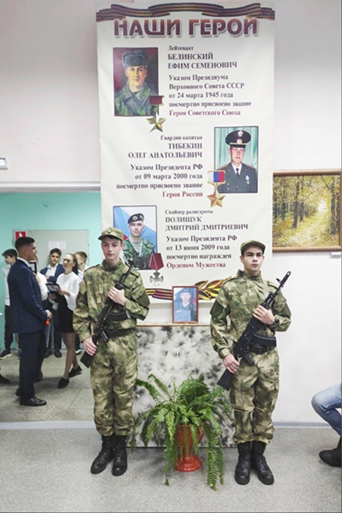 НАШИ ГЕРОИ
Лейтенант
БЕЛИНСКИЙ
ЕФИМ СЕМЕНОВИЧ
Указом Президиума
Верховного Совета СССР
от 24 марта 1945 года
посмертно присвоено звание
Героя Советского Союза
Гвардии капитан
ТИБЕКИН
ОЛЕГ АНАТОЛЬЕВИЧ
Указом Президента РФ
от 09 марта 2000 года
посмертно присвоено звание
Героя России
Снайпер разведроты
ПОЛИЩУК
ДМИТРИЙ ДМИТРИЕВИЧ
Указом Президента РФ
от 13 июня 2009 года
посмертно награжден
Орденом Мужества